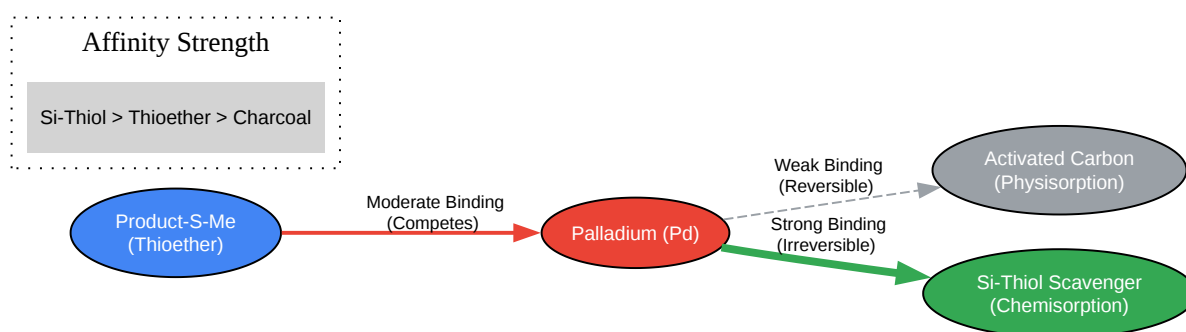 Affinity Strength
Si-Thiol > Thioether > Charcoal
Product-S-Me
(Thioether)
Moderate Binding
(Competes)
Palladium (Pd)
Weak Binding
(Reversible)
Strong Binding
(Irreversible)
Activated Carbon
(Physisorption)
Si-Thiol Scavenger
(Chemisorption)